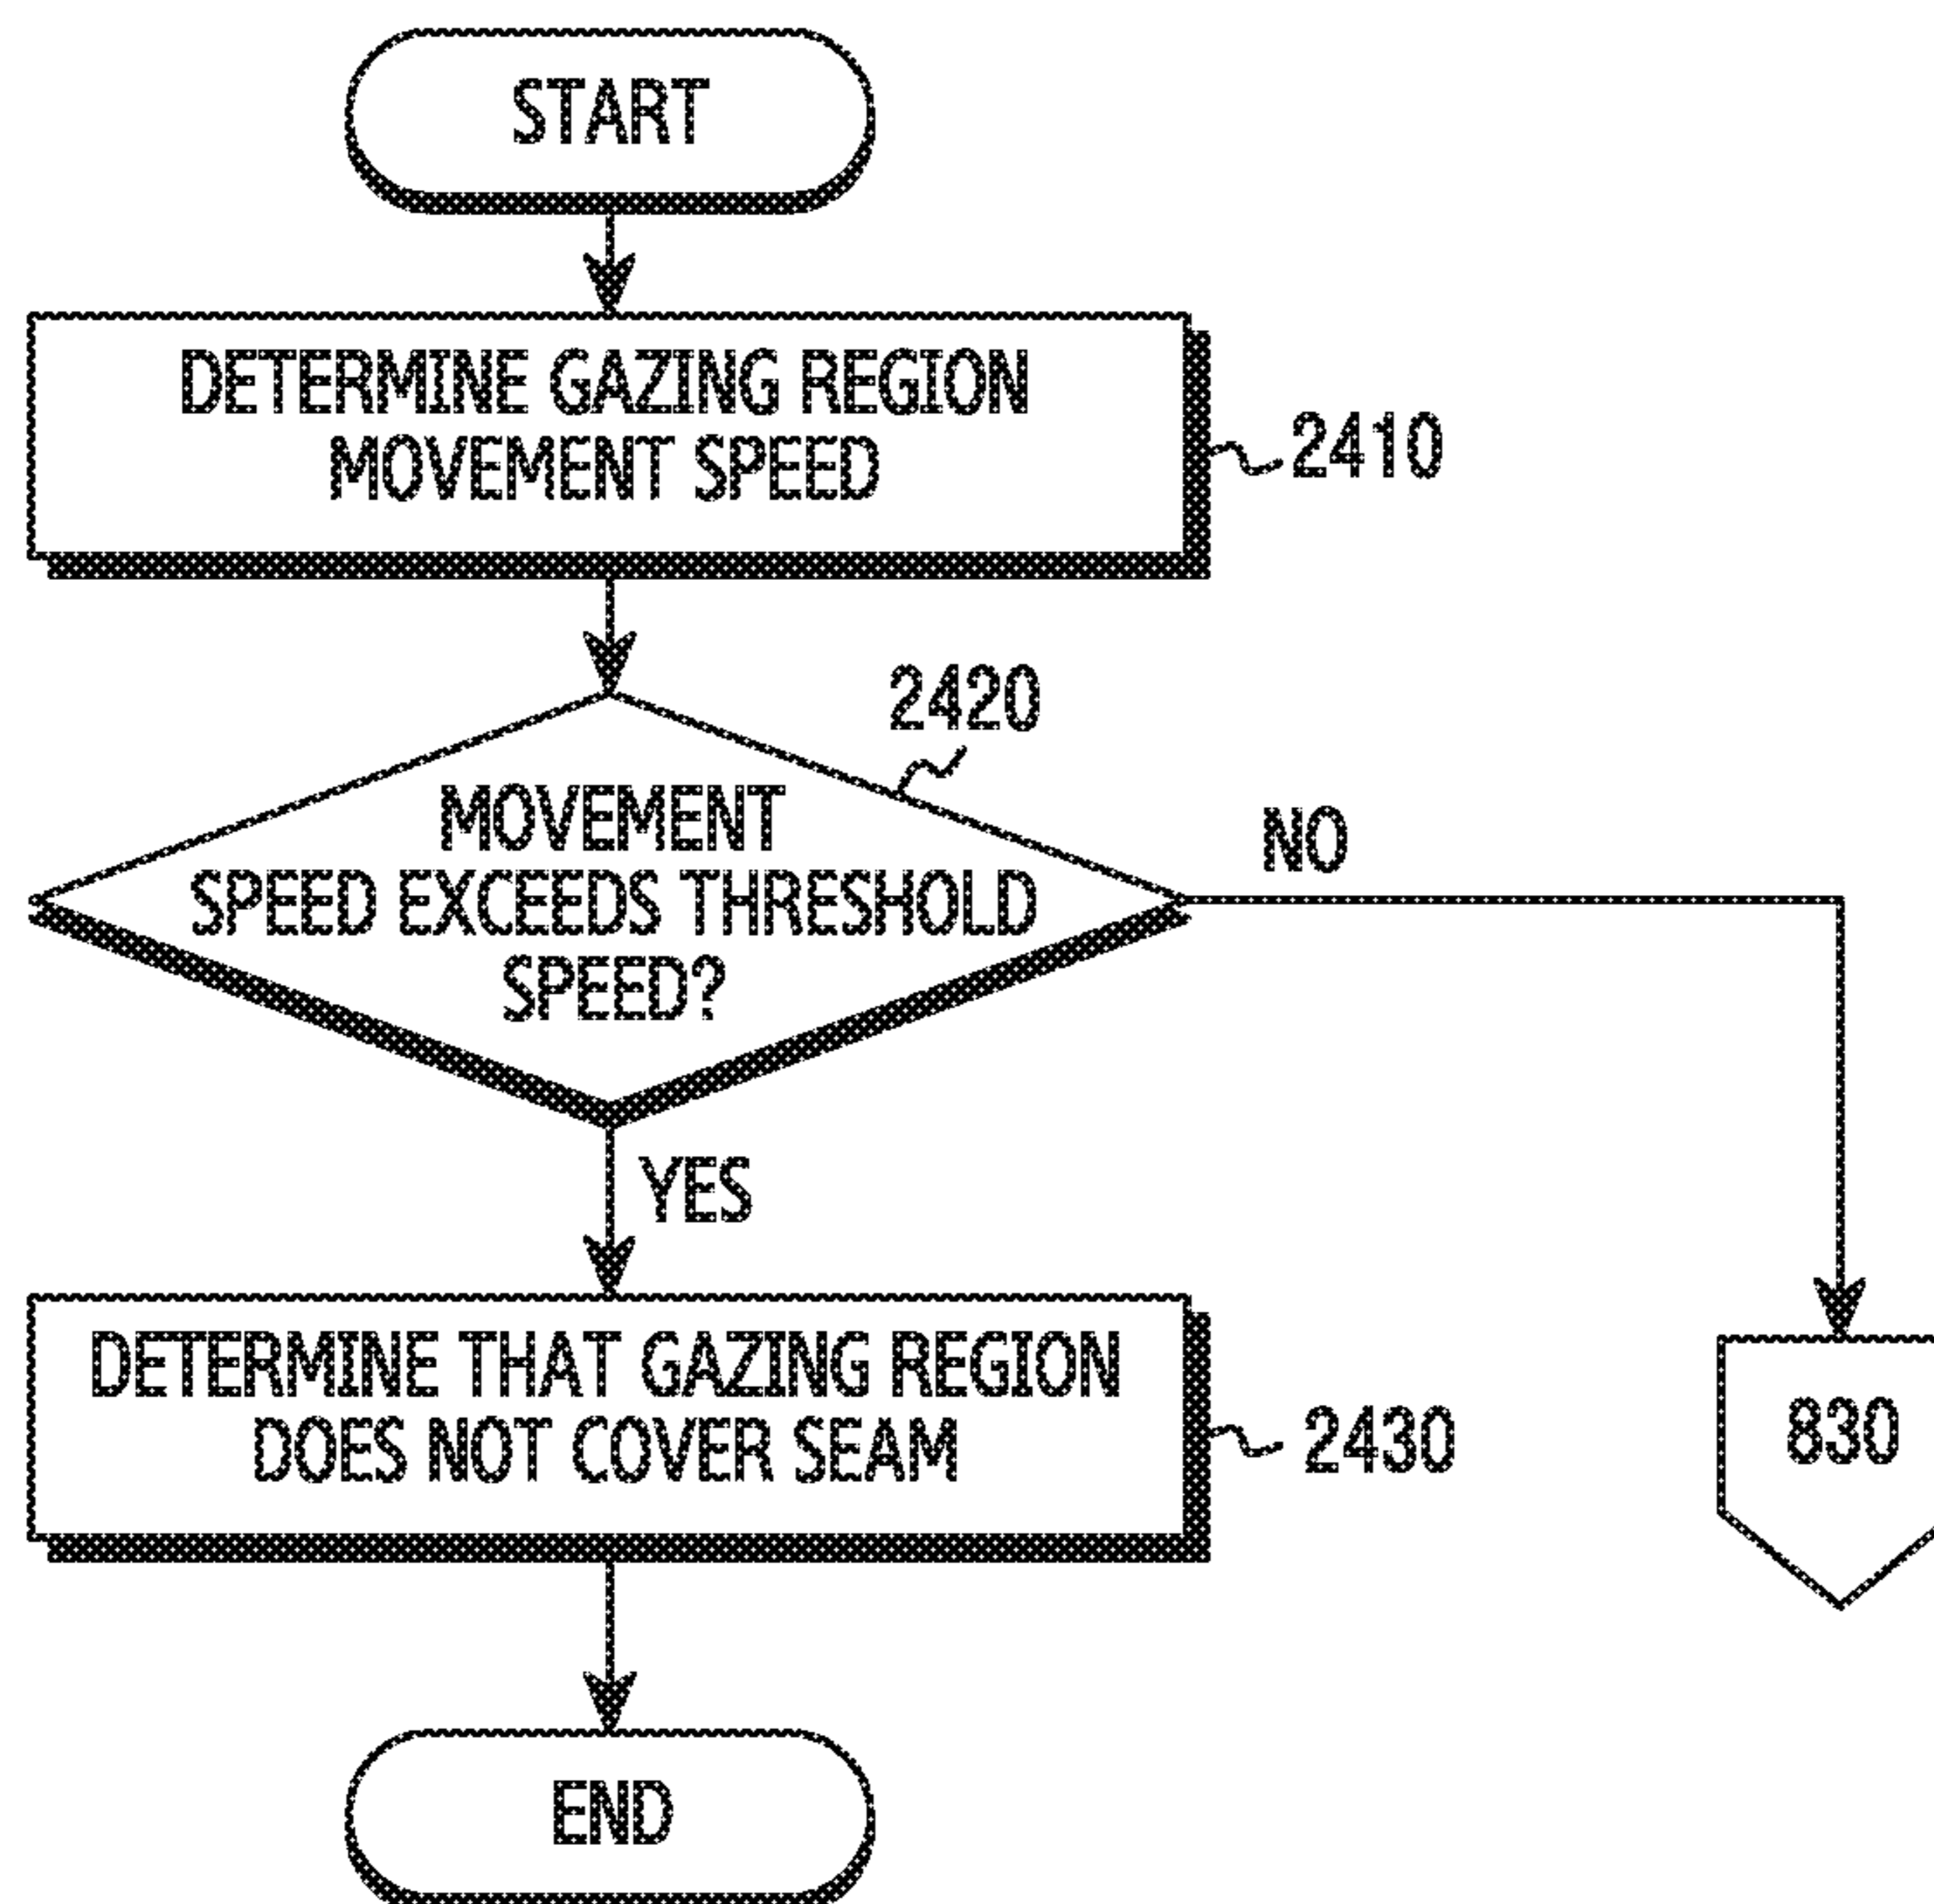 START
DETERMINE GAZING REGION
MOVEMENT SPEED
2410
2420
MOVEMENT
SPEED EXCEEDS THRESHOLD
SPEED?
NO
YES
DETERMINE THAT GAZING REGION
DOES NOT COVER SEAM
2430
830
END